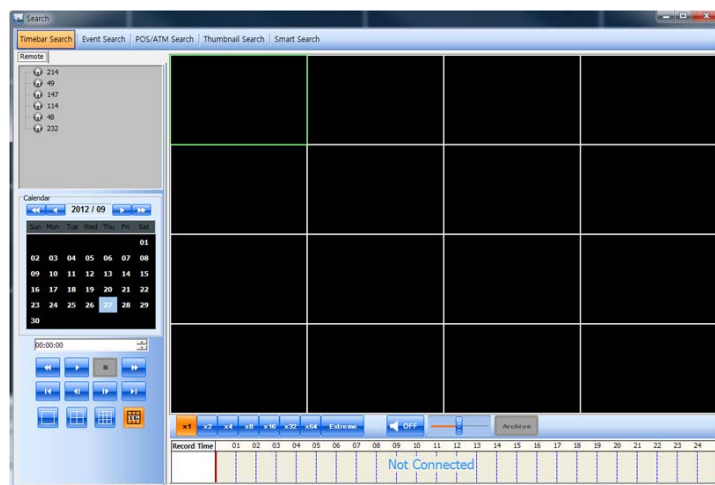 Search
Timebar Search Event Search POS/ATM Search Thumbnail Search Smart Search
Remote
214
49
147
114
48
232
Calendar
2012 / 09
Sun Mon Tue Wed Thu Fri Sat
01
02 03 04 05 06 07 08
09 10 11 12 13 14 15
16 17 18 19 20 21 22
23 24 25 26 27 28 29
30
00:00:00
x1 x2 x4 x8 x16 x32 x64 Extreme OFF Archive
Record Time 01 02 03 04 05 06 07 08 09 10 11 12 13 14 15 16 17 18 19 20 21 22 23 24
Not Connected